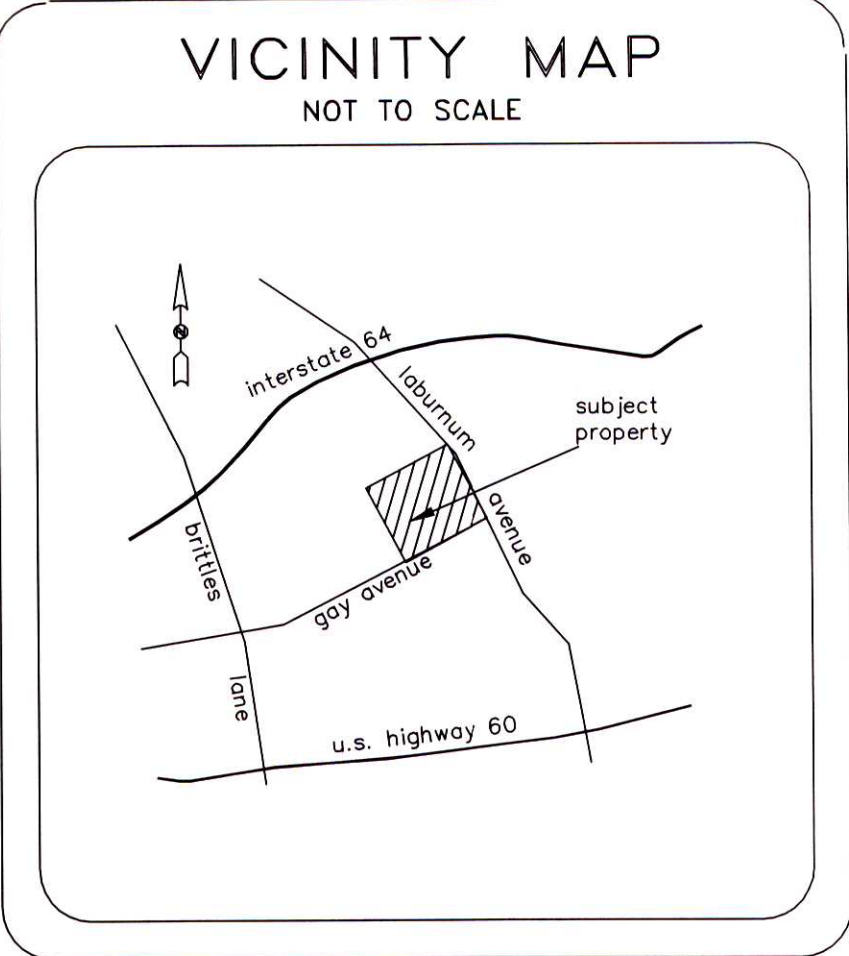 VICINITY MAP
NOT TO SCALE
N
interstate 64
laburnum
subject
property
avenue
brittles
gay avenue
lane
u.s. highway 60